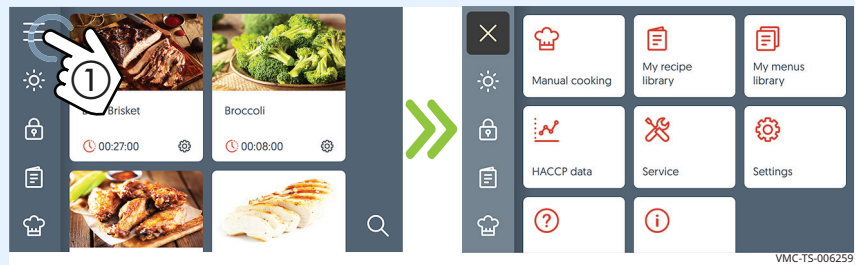 1
Brisket
Broccoli
00:27:00
00:08:00
Manual cooking
My recipe
library
My menus
library
HACCP data
Service
Settings
?
i
VMC-TS-006259